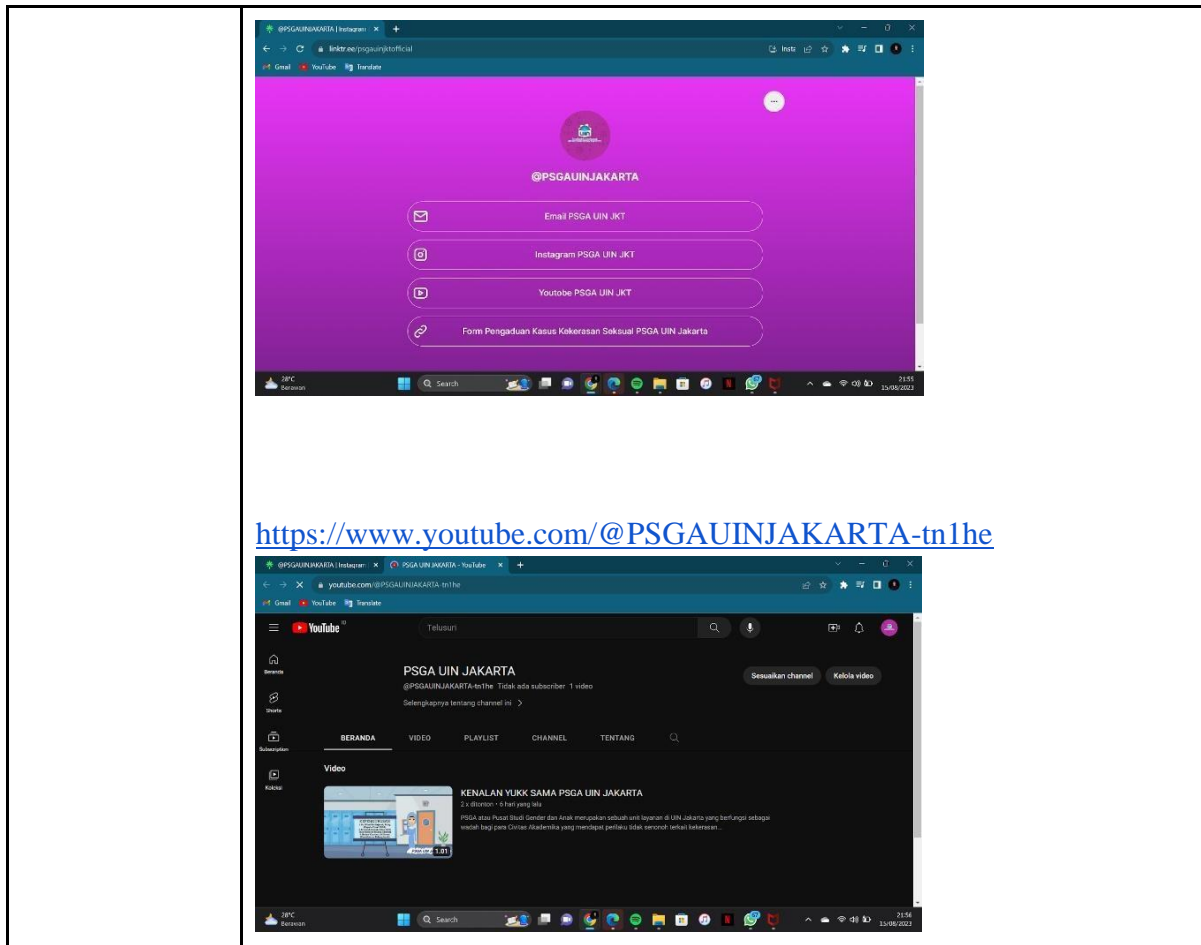 @PSGAUINJAKARTA | Instagram
linktr.ee/psgauinjktofficial
Gmail YouTube Translate
@PSGAUINJAKARTA
Email PSGA UIN JKT
Instagram PSGA UIN JKT
Youtobe PSGA UIN JKT
Form Pengaduan Kasus Kekerasan Seksual PSGA UIN Jakarta
28°C
Berawan
Search
21:55
15/08/2023
https://www.youtube.com/@PSGAUINJAKARTA-tn1he
@PSGAUINJAKARTA | Instagram PSGA UIN JAKARTA - YouTube
youtube.com/@PSGAUINJAKARTA-tn1he
Gmail YouTube Translate
YouTube
Telusuri
Beranda
Shorts
Subscription
Koleksi
PSGA UIN JAKARTA
@PSGAUINJAKARTA-tn1he Tidak ada subscriber 1 video
Selengkapnya tentang channel ini
Sesuaikan channel Kelola video
BERANDA VIDEO PLAYLIST CHANNEL TENTANG
Video
KENALAN YUKK SAMA PSGA UIN JAKARTA
2 x ditonton • 6 hari yang lalu
PSGA atau Pusat Studi Gender dan Anak merupakan sebuah unit layanan di UIN Jakarta yang berfungsi sebagai
wadah bagi para Civitas Akademika yang mendapat perilaku tidak senonoh terkait kekerasan...
1.01
28°C
Berawan
Search
21:56
15/08/2023